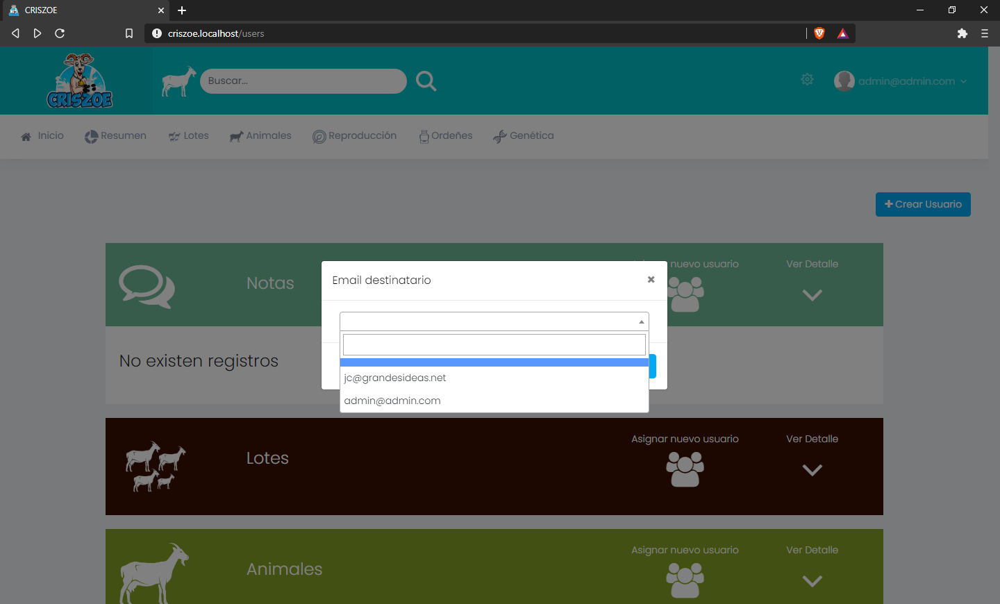 CRISZOE
criszoe.localhost/users
CRISZOE
Buscar...
admin@admin.com
Inicio
Resumen
Lotes
Animales
Reproducción
Ordeñes
Genética
Crear Usuario
Notas
nuevo usuario
Ver Detalle
Email destinatario
jc@grandesideas.net
admin@admin.com
No existen registros
Lotes
Asignar nuevo usuario
Ver Detalle
Animales
Asignar nuevo usuario
Ver Detalle